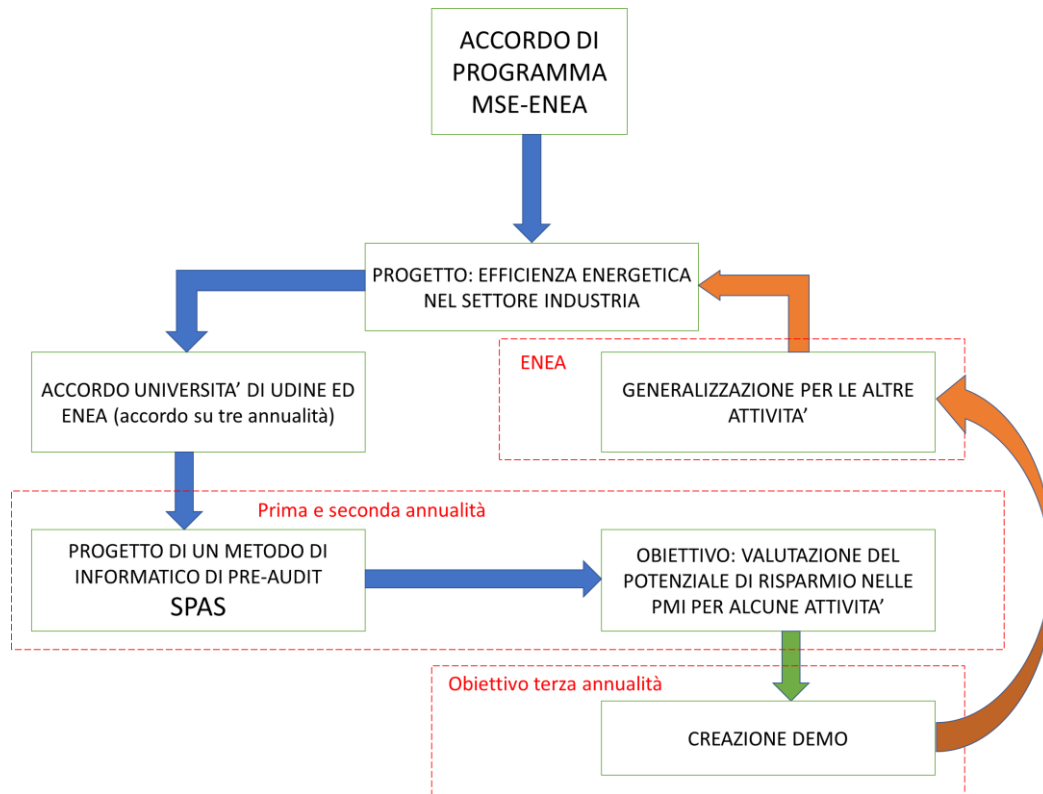 ACCORDO DI
PROGRAMMA
MSE-ENEA
PROGETTO: EFFICIENZA ENERGETICA
NEL SETTORE INDUSTRIA
ENEA
ACCORDO UNIVERSITA’ DI UDINE ED
ENEA (accordo su tre annualità)
GENERALIZZAZIONE PER LE ALTRE
ATTIVITA’
Prima e seconda annualità
PROGETTO DI UN METODO DI
INFORMATICO DI PRE-AUDIT
SPAS
OBIETTIVO: VALUTAZIONE DEL
POTENZIALE DI RISPARMIO NELLE
PMI PER ALCUNE ATTIVITA’
Obiettivo terza annualità
CREAZIONE DEMO